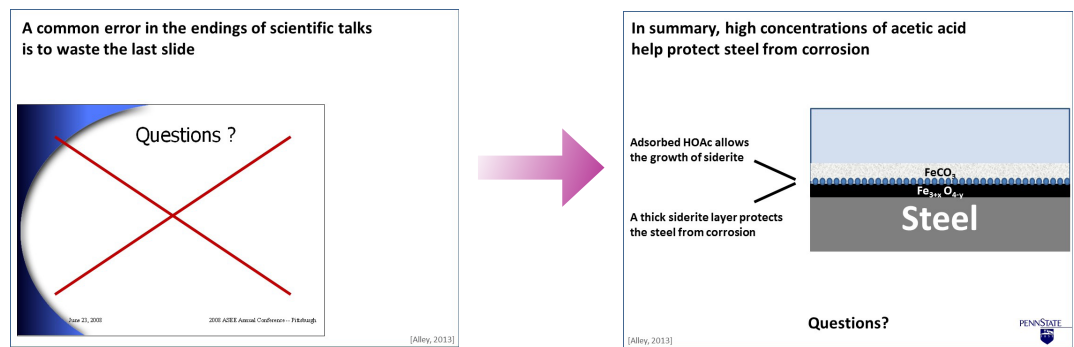 A common error in the endings of scientific talks
is to waste the last slide
Questions ?
June 23, 2008
2008 ASEE Annual Conference -- Pittsburgh
[Alley, 2013]
In summary, high concentrations of acetic acid
help protect steel from corrosion
Adsorbed HOAc allows
the growth of siderite
A thick siderite layer protects
the steel from corrosion
FeCO₃
Fe₃₊ₓ O₄₋ᵧ
Steel
Questions?
PENNSTATE
[Alley, 2013]